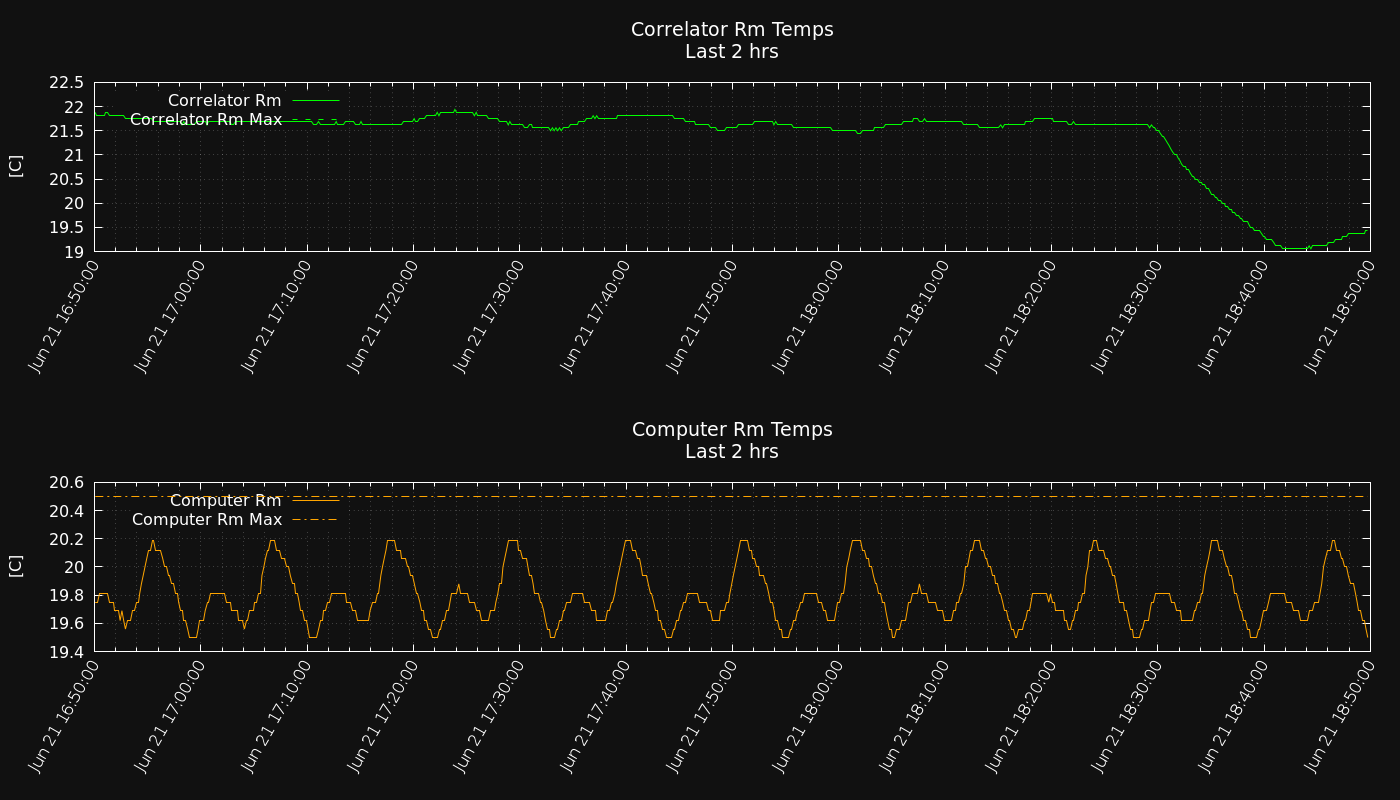 Correlator Rm Temps
Last 2 hrs
22.5
22
21.5
21
20.5
20
19.5
19
[C]
Correlator Rm
Correlator Rm Max
Jun 21 16:50:00
Jun 21 17:00:00
Jun 21 17:10:00
Jun 21 17:20:00
Jun 21 17:30:00
Jun 21 17:40:00
Jun 21 17:50:00
Jun 21 18:00:00
Jun 21 18:10:00
Jun 21 18:20:00
Jun 21 18:30:00
Jun 21 18:40:00
Jun 21 18:50:00
Computer Rm Temps
Last 2 hrs
20.6
20.4
20.2
20
19.8
19.6
19.4
[C]
Computer Rm
Computer Rm Max
Jun 21 16:50:00
Jun 21 17:00:00
Jun 21 17:10:00
Jun 21 17:20:00
Jun 21 17:30:00
Jun 21 17:40:00
Jun 21 17:50:00
Jun 21 18:00:00
Jun 21 18:10:00
Jun 21 18:20:00
Jun 21 18:30:00
Jun 21 18:40:00
Jun 21 18:50:00